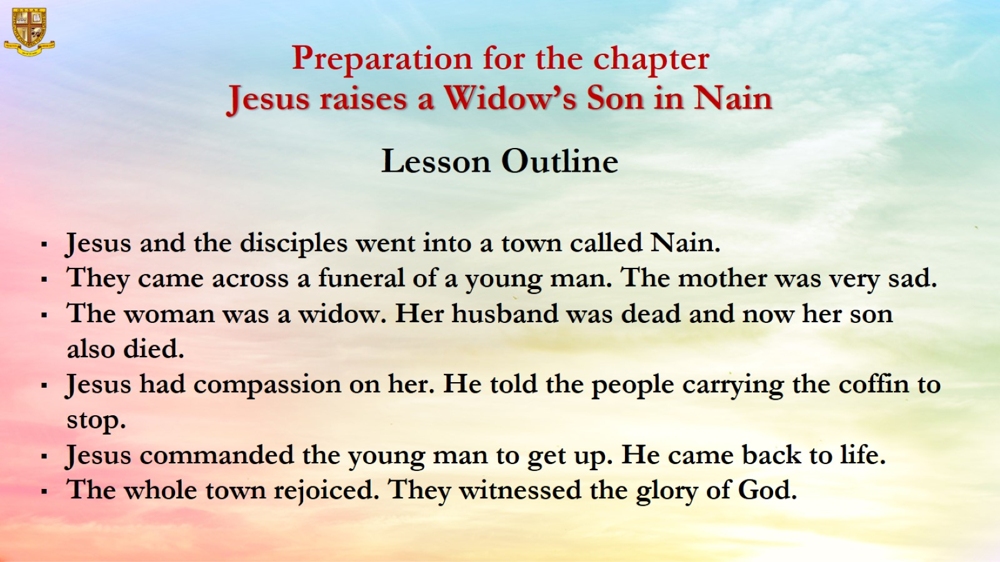 Preparation for the chapter
Jesus raises a Widow’s Son in Nain
Lesson Outline
▪ Jesus and the disciples went into a town called Nain.
▪ They came across a funeral of a young man. The mother was very sad.
▪ The woman was a widow. Her husband was dead and now her son
also died.
▪ Jesus had compassion on her. He told the people carrying the coffin to
stop.
▪ Jesus commanded the young man to get up. He came back to life.
▪ The whole town rejoiced. They witnessed the glory of God.